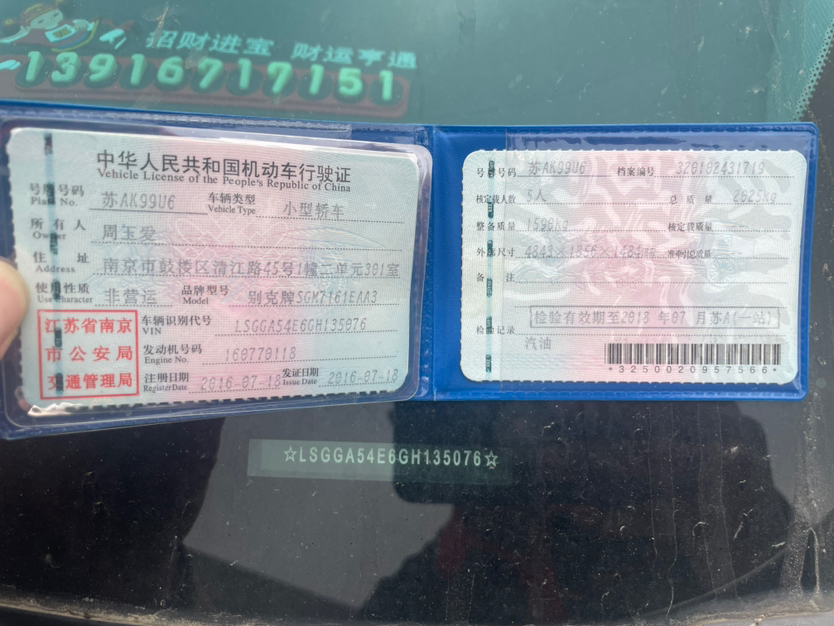 招财进宝 财运亨通
13916717151
中华人民共和国机动车行驶证
Vehicle License of the People's Republic of China
号牌号码 Plate No. 苏AK99U6 车辆类型 Vehicle Type 小型轿车
所有人 Owner 周玉爱
住址 Address 南京市鼓楼区清江路45号1幢二单元301室
使用性质 Use Character 非营运 品牌型号 Model 别克牌SGM7161EAA3
江苏省南京
市公安局
交通管理局
车辆识别代号 VIN LSGGA54E6GH135076
发动机号码 Engine No. 160770118
注册日期 Register Date 2016-07-18 发证日期 Issue Date 2016-07-18
号牌号码 苏AK99U6 档案编号 320102431719
核定载人数 5人 总质量 2025kg
整备质量 1590kg 核定载质量
外廓尺寸 4843×1856×1484mm 准牵引总质量
备注
检验有效期至2018年07月苏A(一站)
检验记录
汽油
*3250020957566*
☆LSGGA54E6GH135076☆